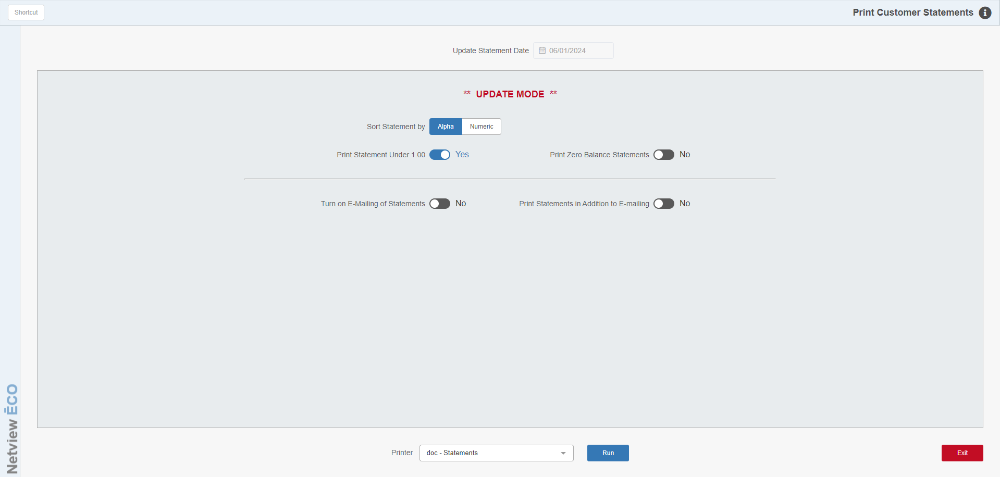 Shortcut
Print Customer Statements
Update Statement Date 06/01/2024
** UPDATE MODE **
Sort Statement by Alpha Numeric
Print Statement Under 1.00 Yes Print Zero Balance Statements No
Turn on E-Mailing of Statements No Print Statements in Addition to E-mailing No
Netview ĒCO
Printer doc - Statements Run Exit